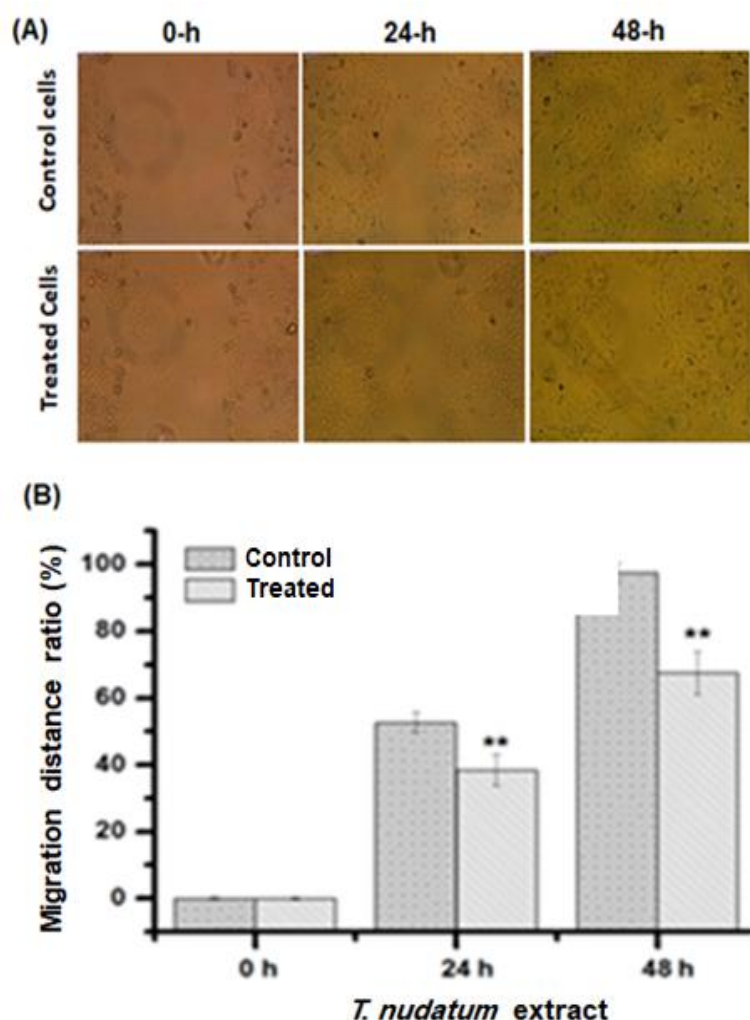 (A)
0-h 24-h 48-h
Control cells
Treated Cells
(B)
Migration distance ratio (%)
Control
Treated
100
80
60
40
20
0
**
**
0 h 24 h 48 h
T. nudatum extract